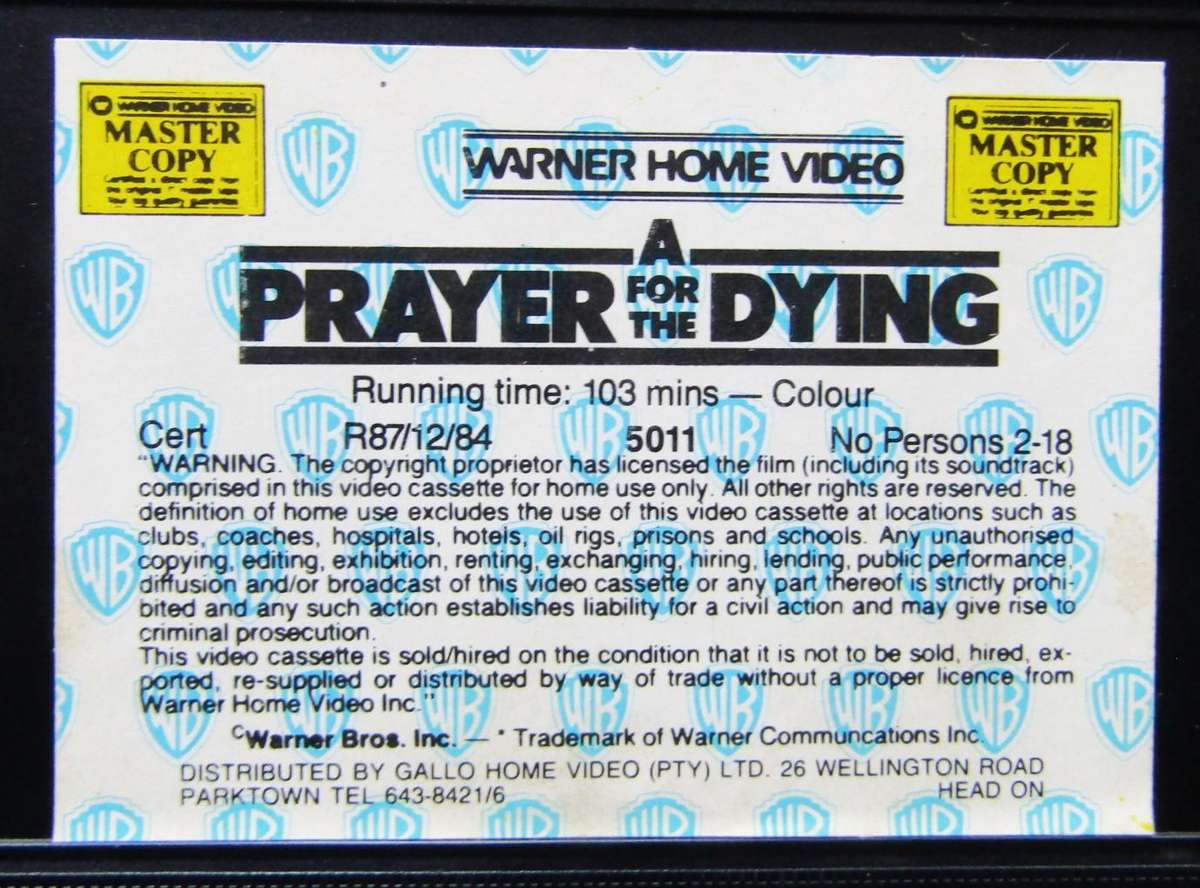 WARNER HOME VIDEO
MASTER
COPY
WARNER HOME VIDEO
WARNER HOME VIDEO
MASTER
COPY
A
PRAYER FOR THE DYING
Running time: 103 mins — Colour
Cert R87/12/84 5011 No Persons 2-18
"WARNING. The copyright proprietor has licensed the film (including its soundtrack)
comprised in this video cassette for home use only. All other rights are reserved. The
definition of home use excludes the use of this video cassette at locations such as
clubs, coaches, hospitals, hotels, oil rigs, prisons and schools. Any unauthorised
copying, editing, exhibition, renting, exchanging, hiring, lending, public performance,
diffusion and/or broadcast of this video cassette or any part thereof is strictly prohi-
bited and any such action establishes liability for a civil action and may give rise to
criminal prosecution.
This video cassette is sold/hired on the condition that it is not to be sold, hired, ex-
ported, re-supplied or distributed by way of trade without a proper licence from
Warner Home Video Inc."
©Warner Bros. Inc. — * Trademark of Warner Communcations Inc.
DISTRIBUTED BY GALLO HOME VIDEO (PTY) LTD. 26 WELLINGTON ROAD
PARKTOWN TEL 643-8421/6 HEAD ON